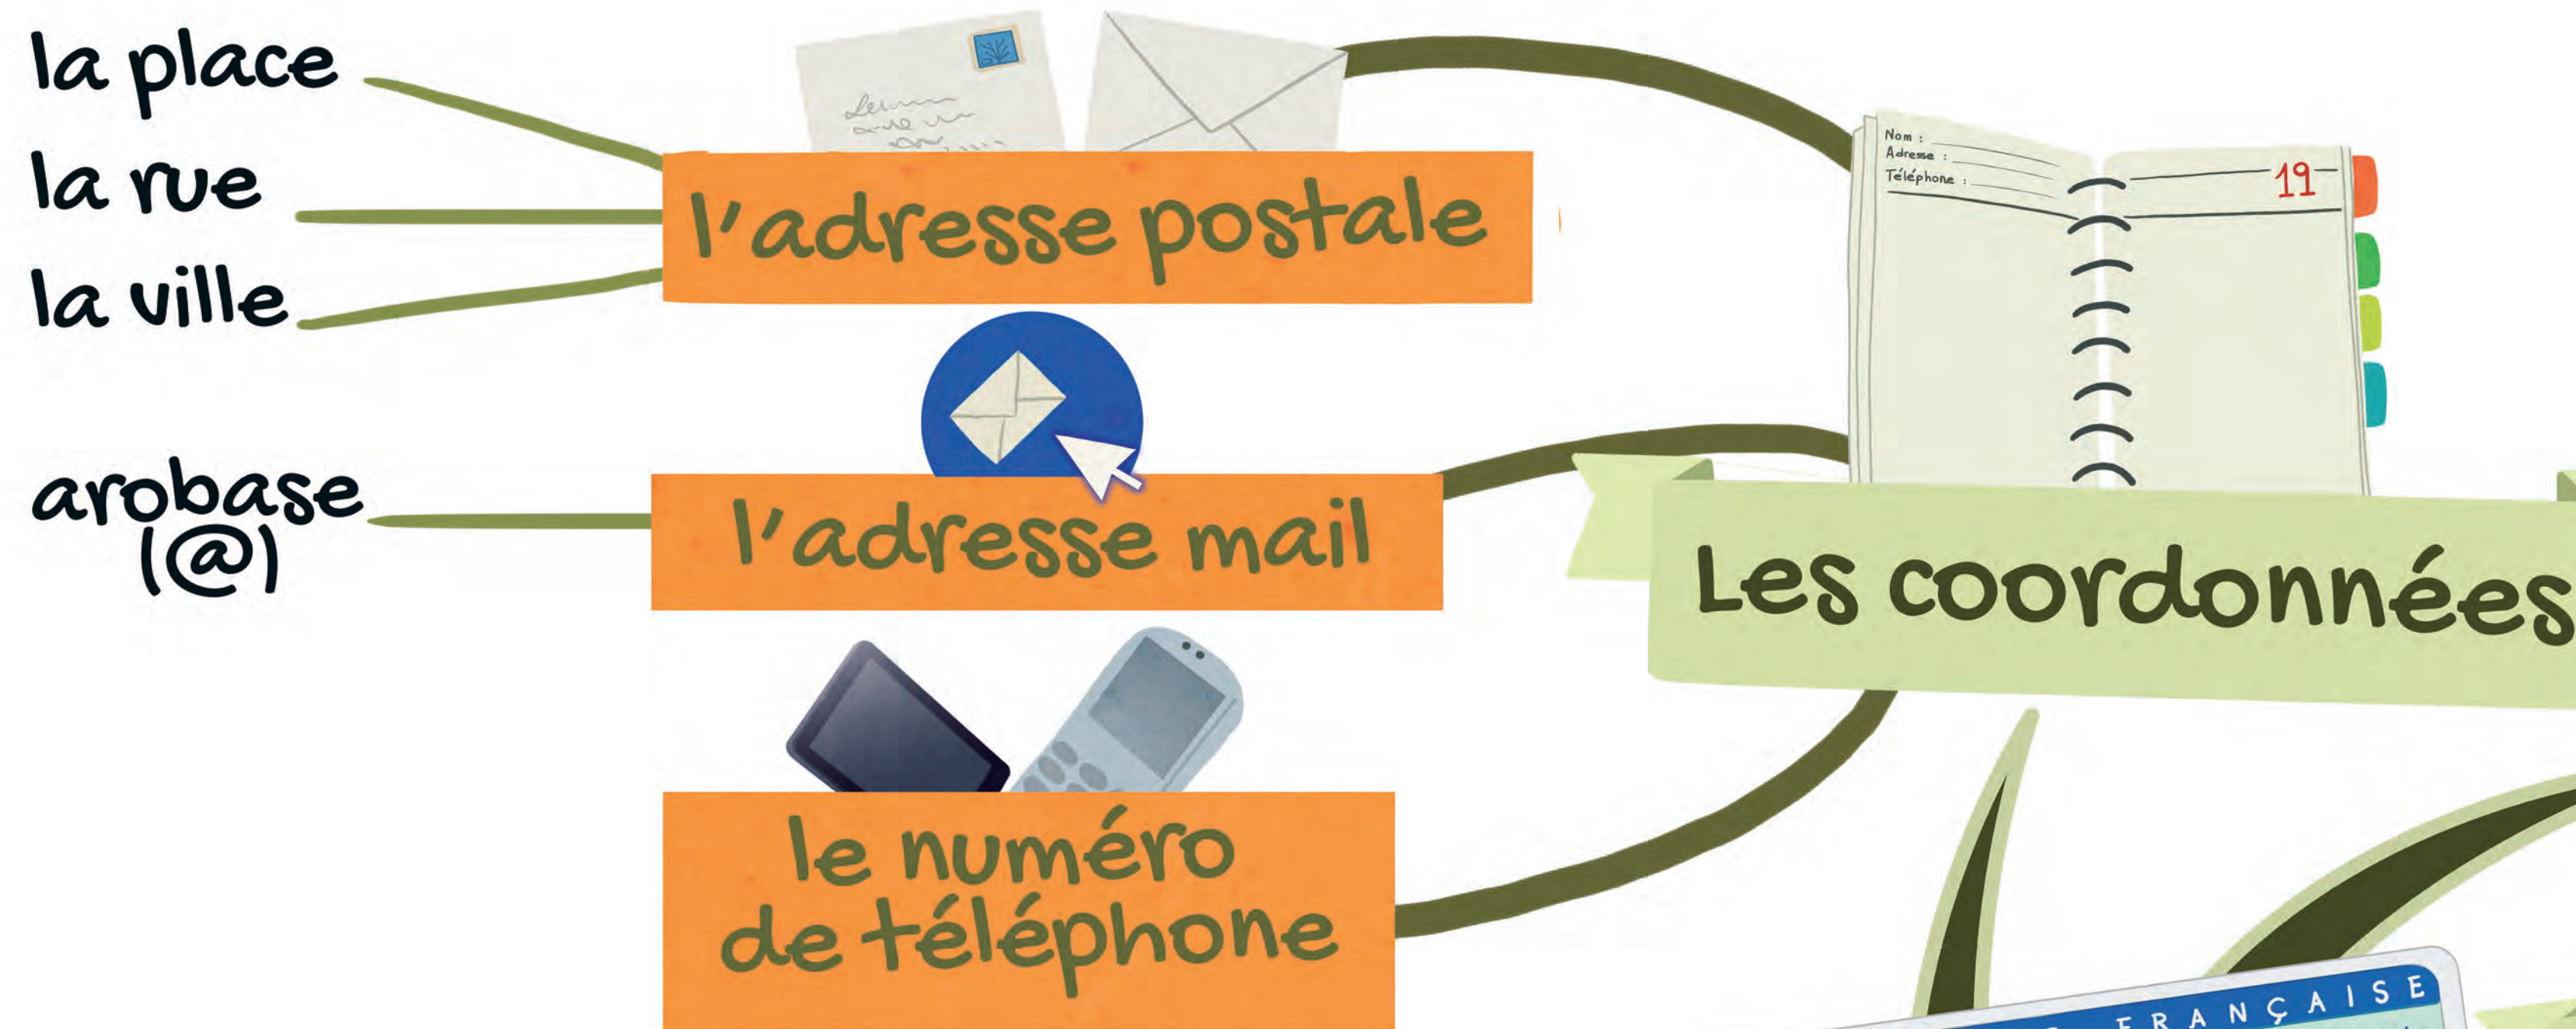 la place
la rue
la ville
l'adresse postale
Nom :
Adresse :
Téléphone :
19
arobase
(@)
l'adresse mail
Les coordonnées
le numéro
de téléphone
FRANÇAISE